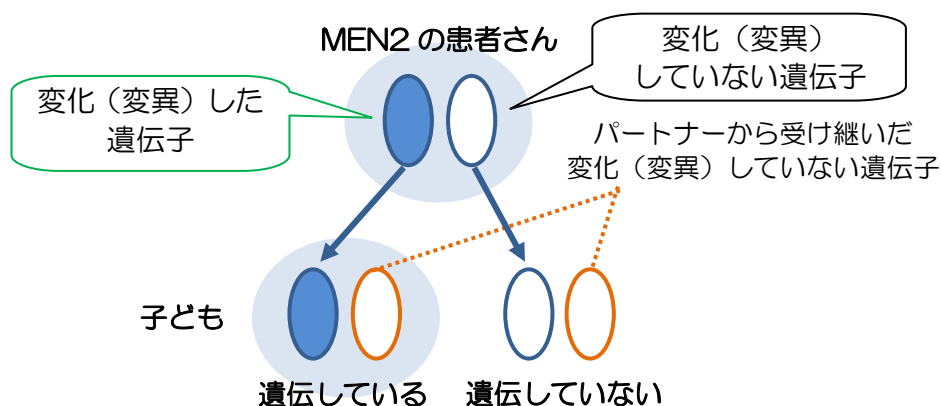 MEN2 の患者さん
変化（変異）
していない遺伝子
変化（変異）した
遺伝子
パートナーから受け継いだ
変化（変異）していない遺伝子
子ども
遺伝している
遺伝していない